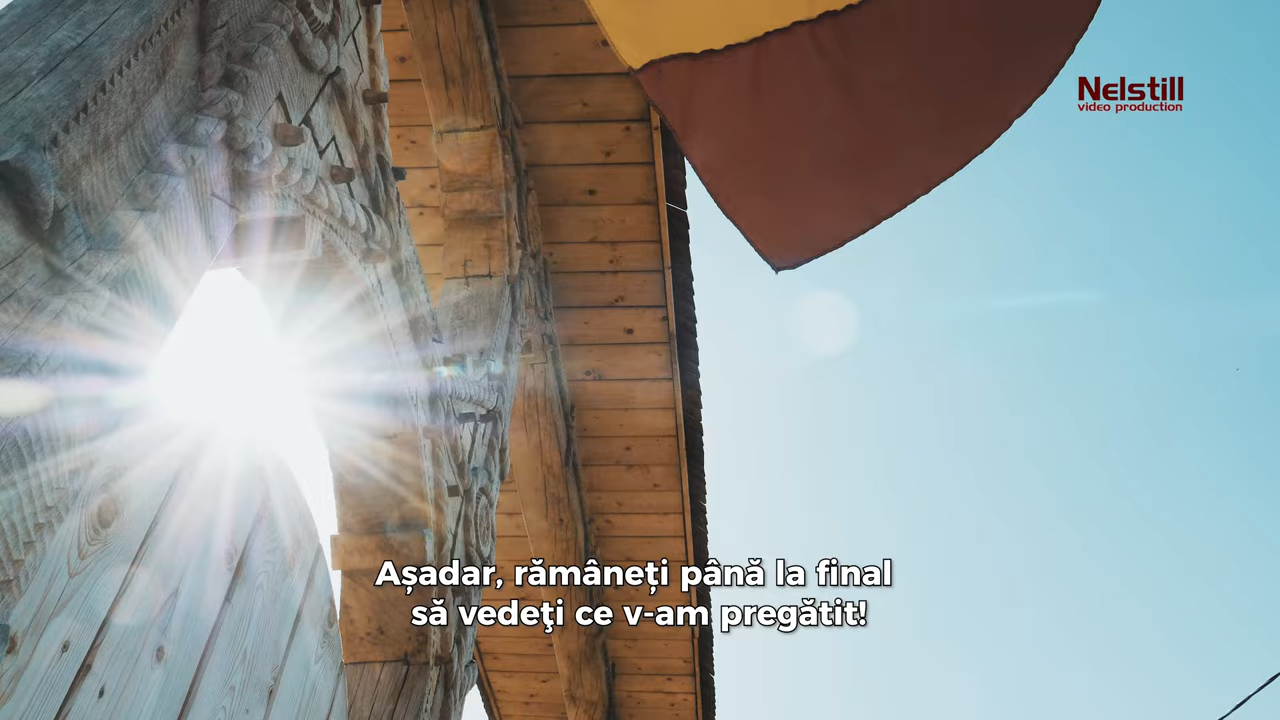 Nelstill
video production
Așadar, rămâneți până la final
să vedeţi ce v-am pregătit!